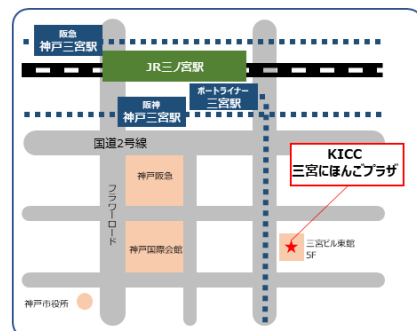 阪急
神戸三宮駅
JR三ノ宮駅
ポートライナー
三宮駅
阪神
神戸三宮駅
国道2号線
KICC
三宮にほんごプラザ
フラワーロード
神戸阪急
神戸国際会館
三宮ビル東館
5F
神戸市役所